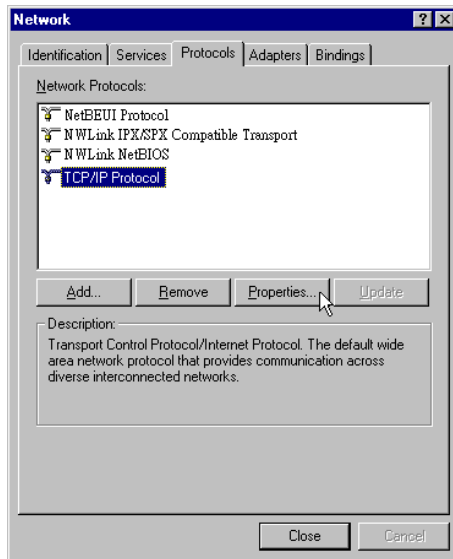 Network
Identification Services Protocols Adapters Bindings
Network Protocols:
NetBEUI Protocol
NWLink IPX/SPX Compatible Transport
NWLink NetBIOS
TCP/IP Protocol
Add... Remove Properties... Update
Description:
Transport Control Protocol/Internet Protocol. The default wide
area network protocol that provides communication across
diverse interconnected networks.
Close Cancel